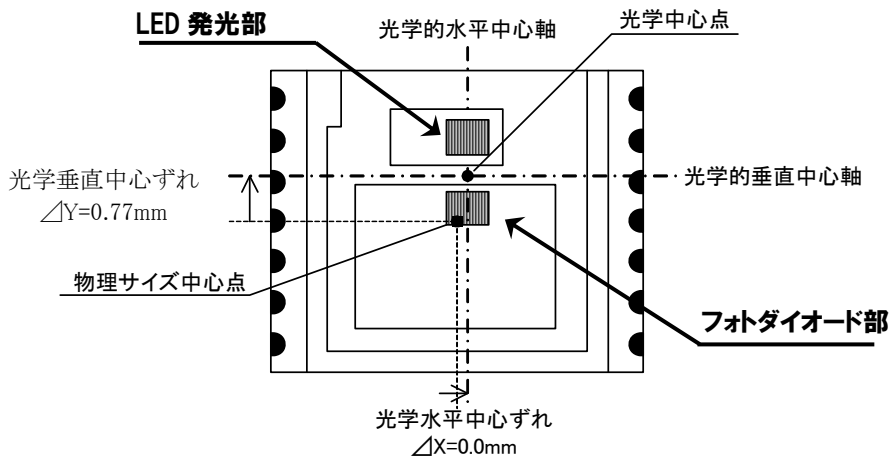 LED 発光部
光学的水平中心軸
光学中心点
光学垂直中心ずれ
⊿Y=0.77mm
光学的垂直中心軸
物理サイズ中心点
フォトダイオード部
光学水平中心ずれ
⊿X=0.0mm